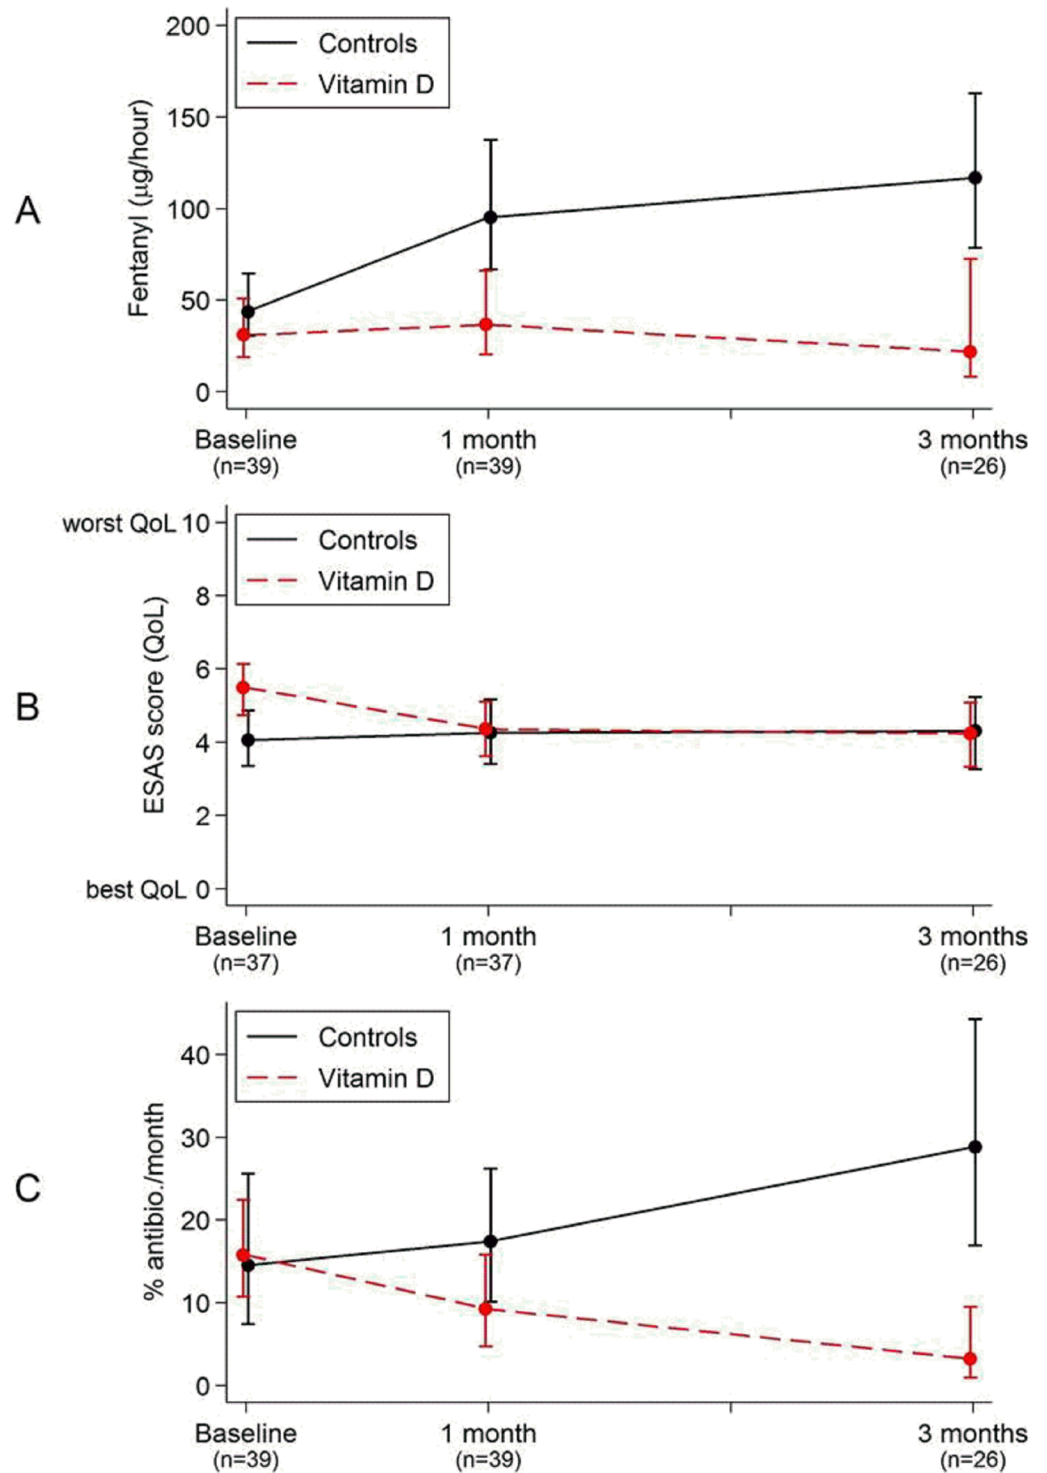 A
Fentanyl (μg/hour)
200
150
100
50
0
Controls
Vitamin D
Baseline 1 month 3 months
(n=39) (n=39) (n=26)
B
ESAS score (QoL)
worst QoL 10
8
6
4
2
best QoL 0
Controls
Vitamin D
Baseline 1 month 3 months
(n=37) (n=37) (n=26)
C
% antibio./month
40
30
20
10
0
Controls
Vitamin D
Baseline 1 month 3 months
(n=39) (n=39) (n=26)